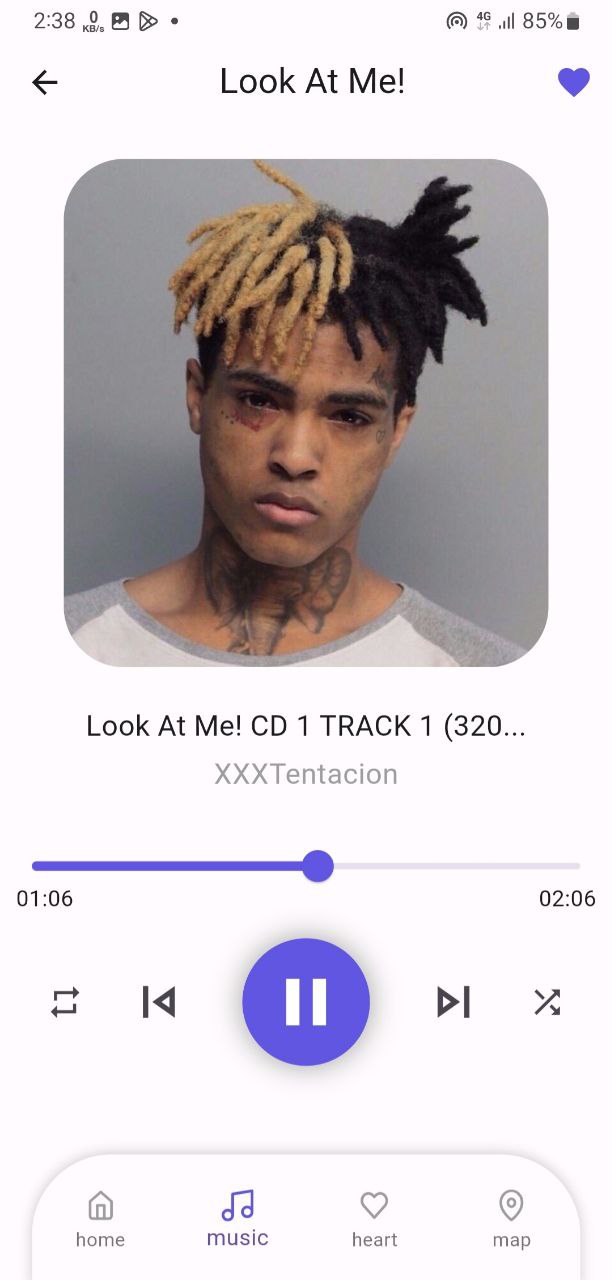 2:38 0 KB/s 4G 85%
Look At Me!
Look At Me! CD 1 TRACK 1 (320...
XXXTentacion
01:06 02:06
home music heart map